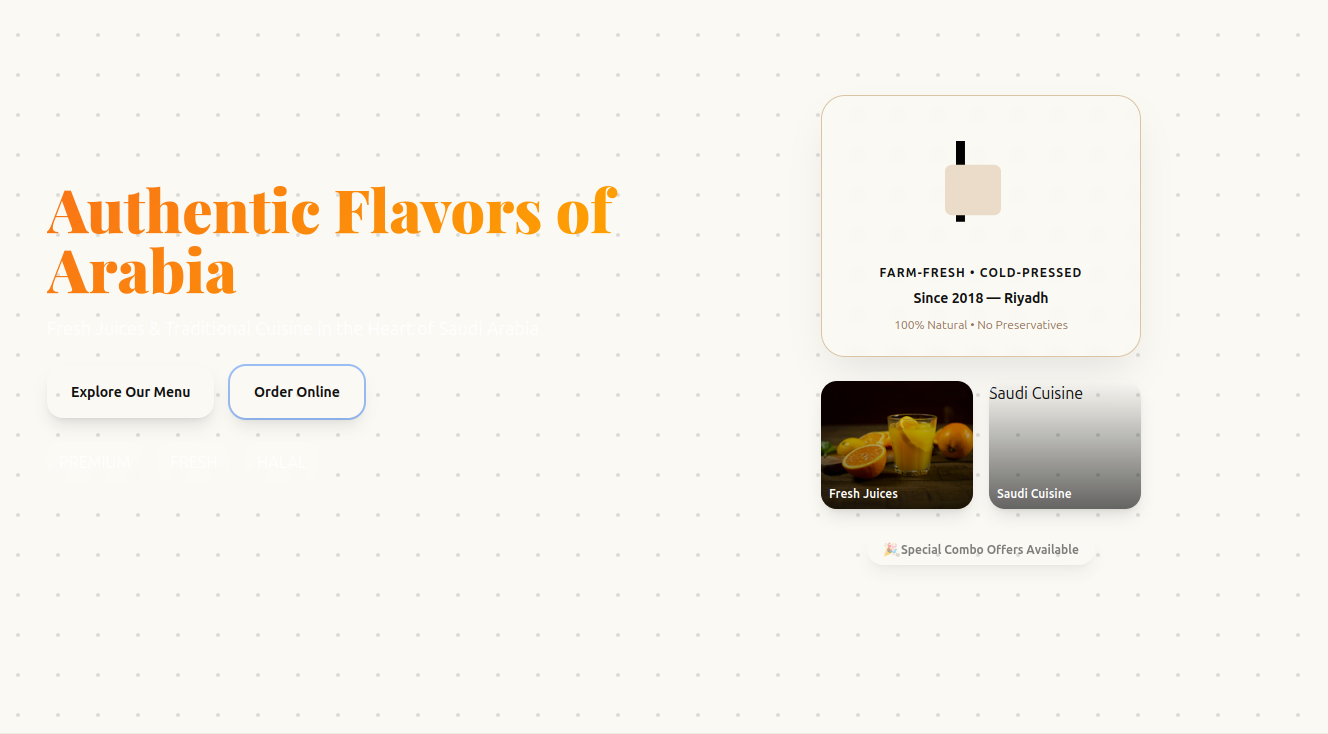 Authentic Flavors of
Arabia
Fresh Juices & Traditional Cuisine in the Heart of Saudi Arabia
Explore Our Menu
Order Online
PREMIUM
FRESH
HALAL
FARM-FRESH • COLD-PRESSED
Since 2018 — Riyadh
100% Natural • No Preservatives
Fresh Juices
Saudi Cuisine
Saudi Cuisine
🎉 Special Combo Offers Available